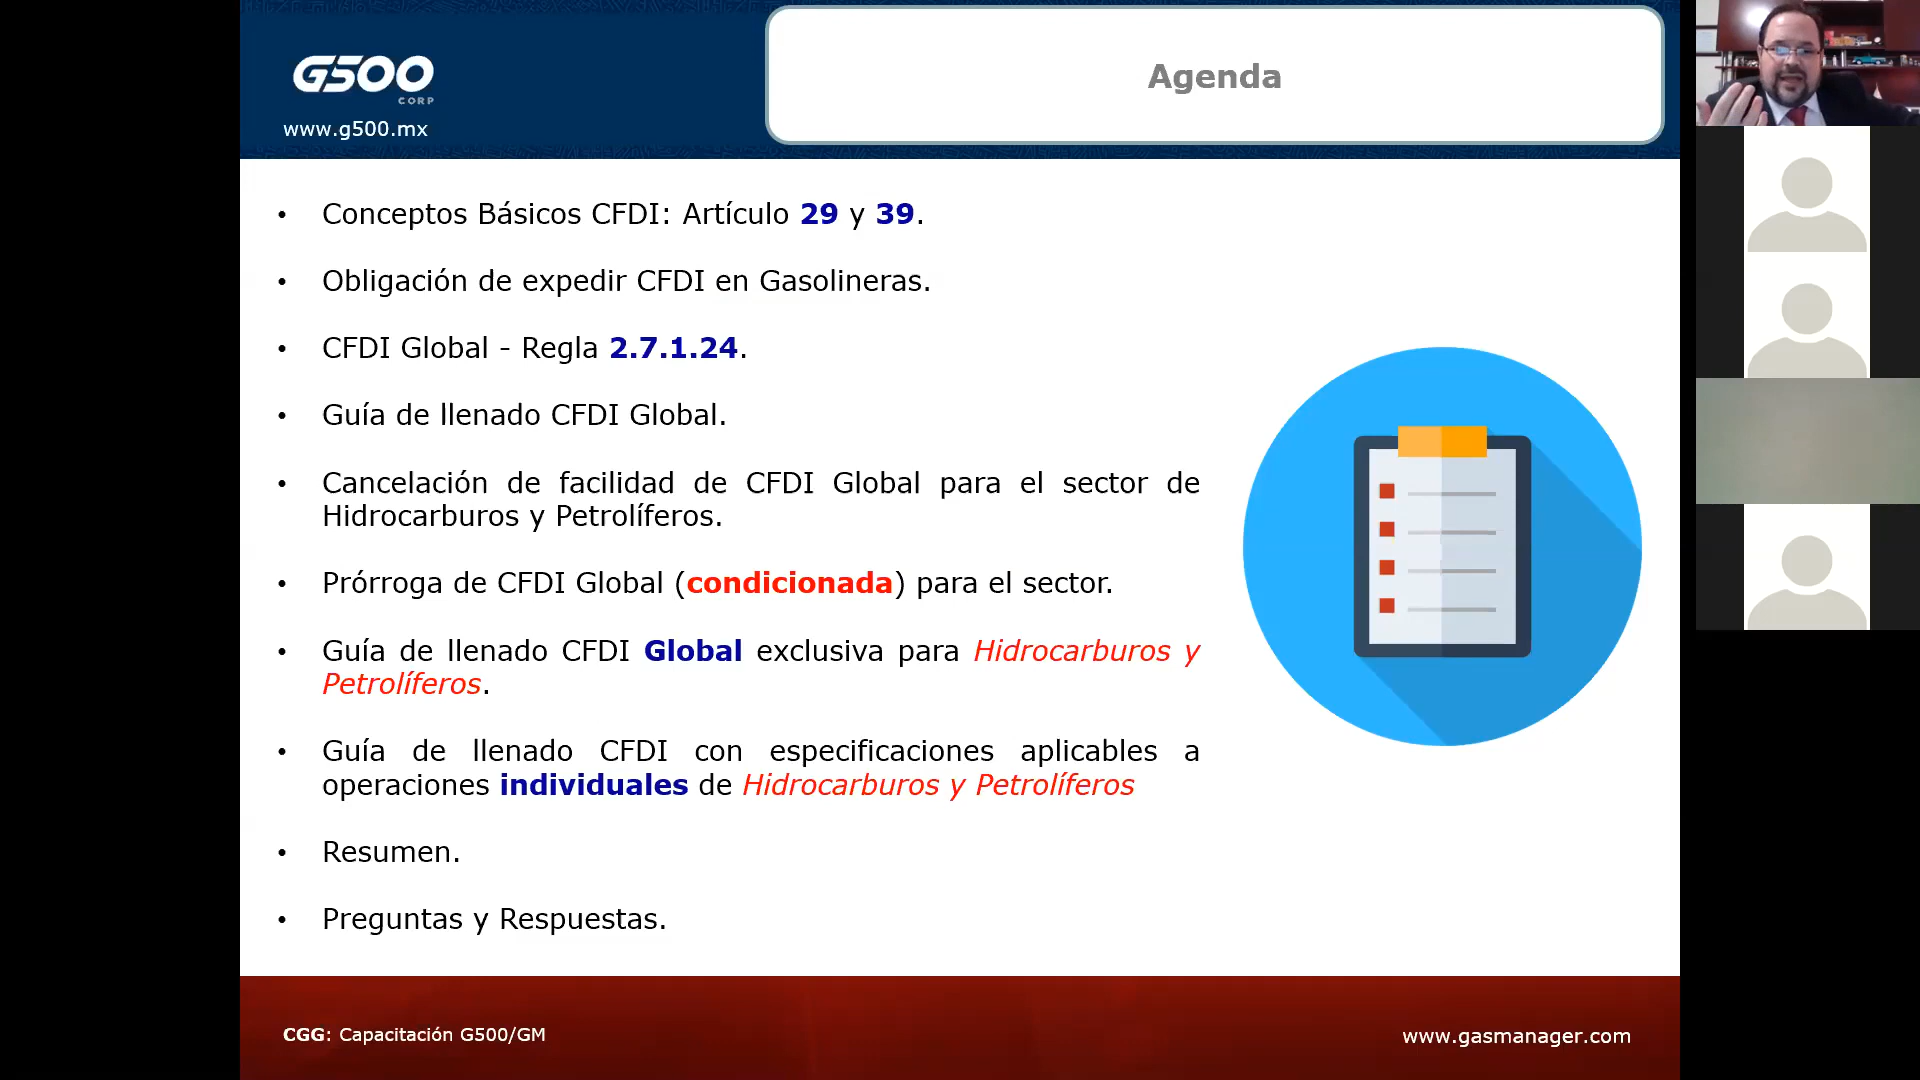 G500
CORP
www.g500.mx
Agenda
• Conceptos Básicos CFDI: Artículo 29 y 39.
• Obligación de expedir CFDI en Gasolineras.
• CFDI Global - Regla 2.7.1.24.
• Guía de llenado CFDI Global.
• Cancelación de facilidad de CFDI Global para el sector de
Hidrocarburos y Petrolíferos.
• Prórroga de CFDI Global (condicionada) para el sector.
• Guía de llenado CFDI Global exclusiva para Hidrocarburos y
Petrolíferos.
• Guía de llenado CFDI con especificaciones aplicables a
operaciones individuales de Hidrocarburos y Petrolíferos
• Resumen.
• Preguntas y Respuestas.
CGG: Capacitación G500/GM
www.gasmanager.com